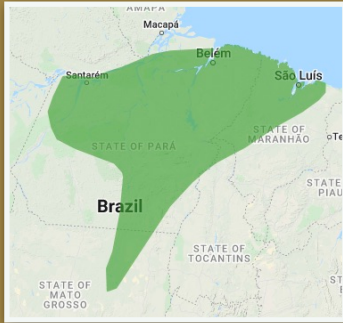 AMAPÁ
Macapá
Belém
Santarém
São Luís
STATE OF
MARANHÃO
STATE OF PARÁ
STATE
PIAU
Brazil
STATE OF
TOCANTINS
STATE OF
MATO
GROSSO